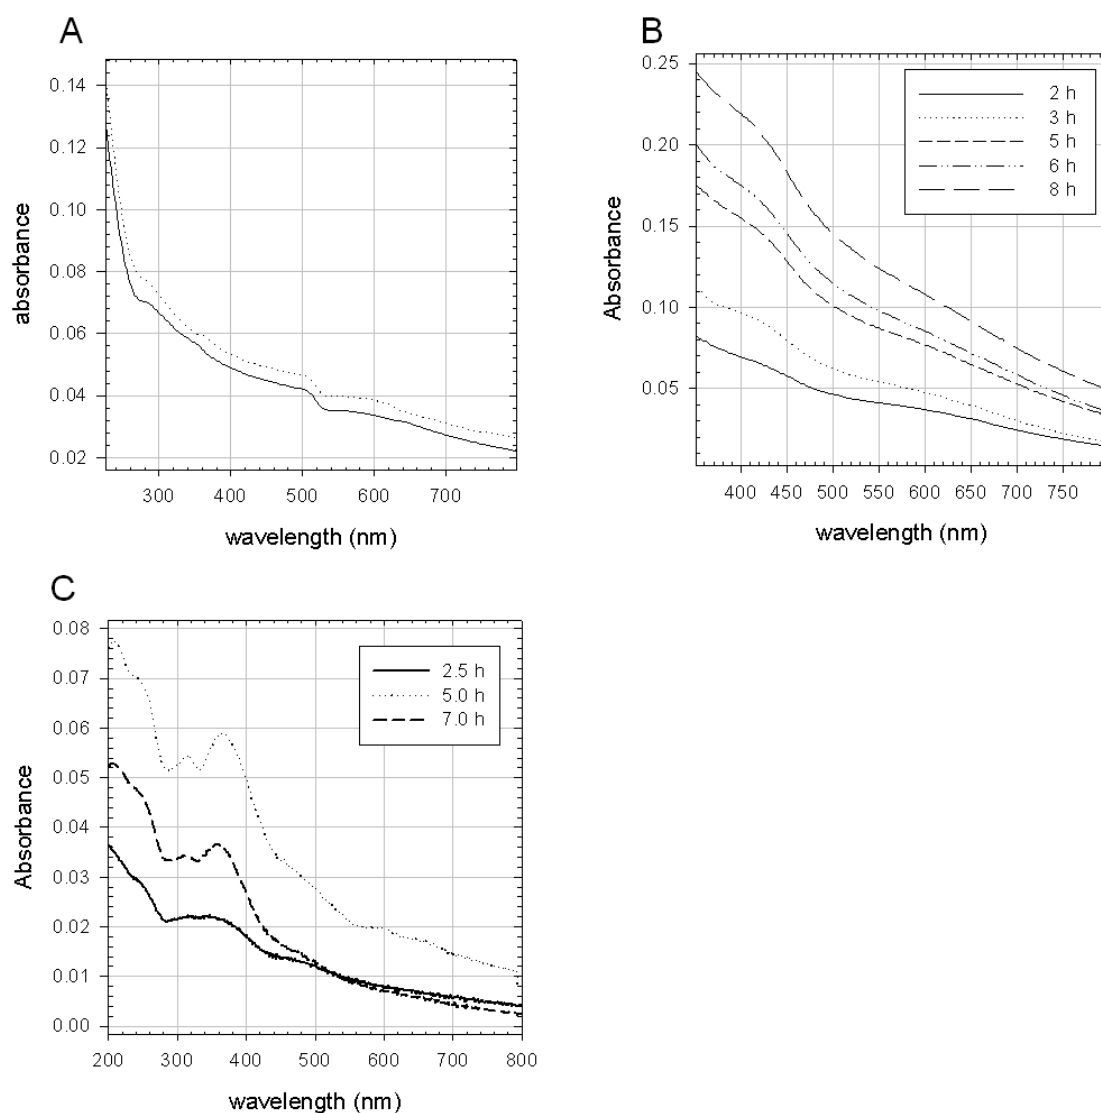 A
0.14
0.12
0.10
0.08
0.06
0.04
0.02
absorbance
300 400 500 600 700
wavelength (nm)
B
0.25
0.20
0.15
0.10
0.05
Absorbance
2 h
3 h
5 h
6 h
8 h
400 450 500 550 600 650 700 750
wavelength (nm)
C
0.08
0.07
0.06
0.05
0.04
0.03
0.02
0.01
0.00
Absorbance
2.5 h
5.0 h
7.0 h
200 300 400 500 600 700 800
wavelength (nm)